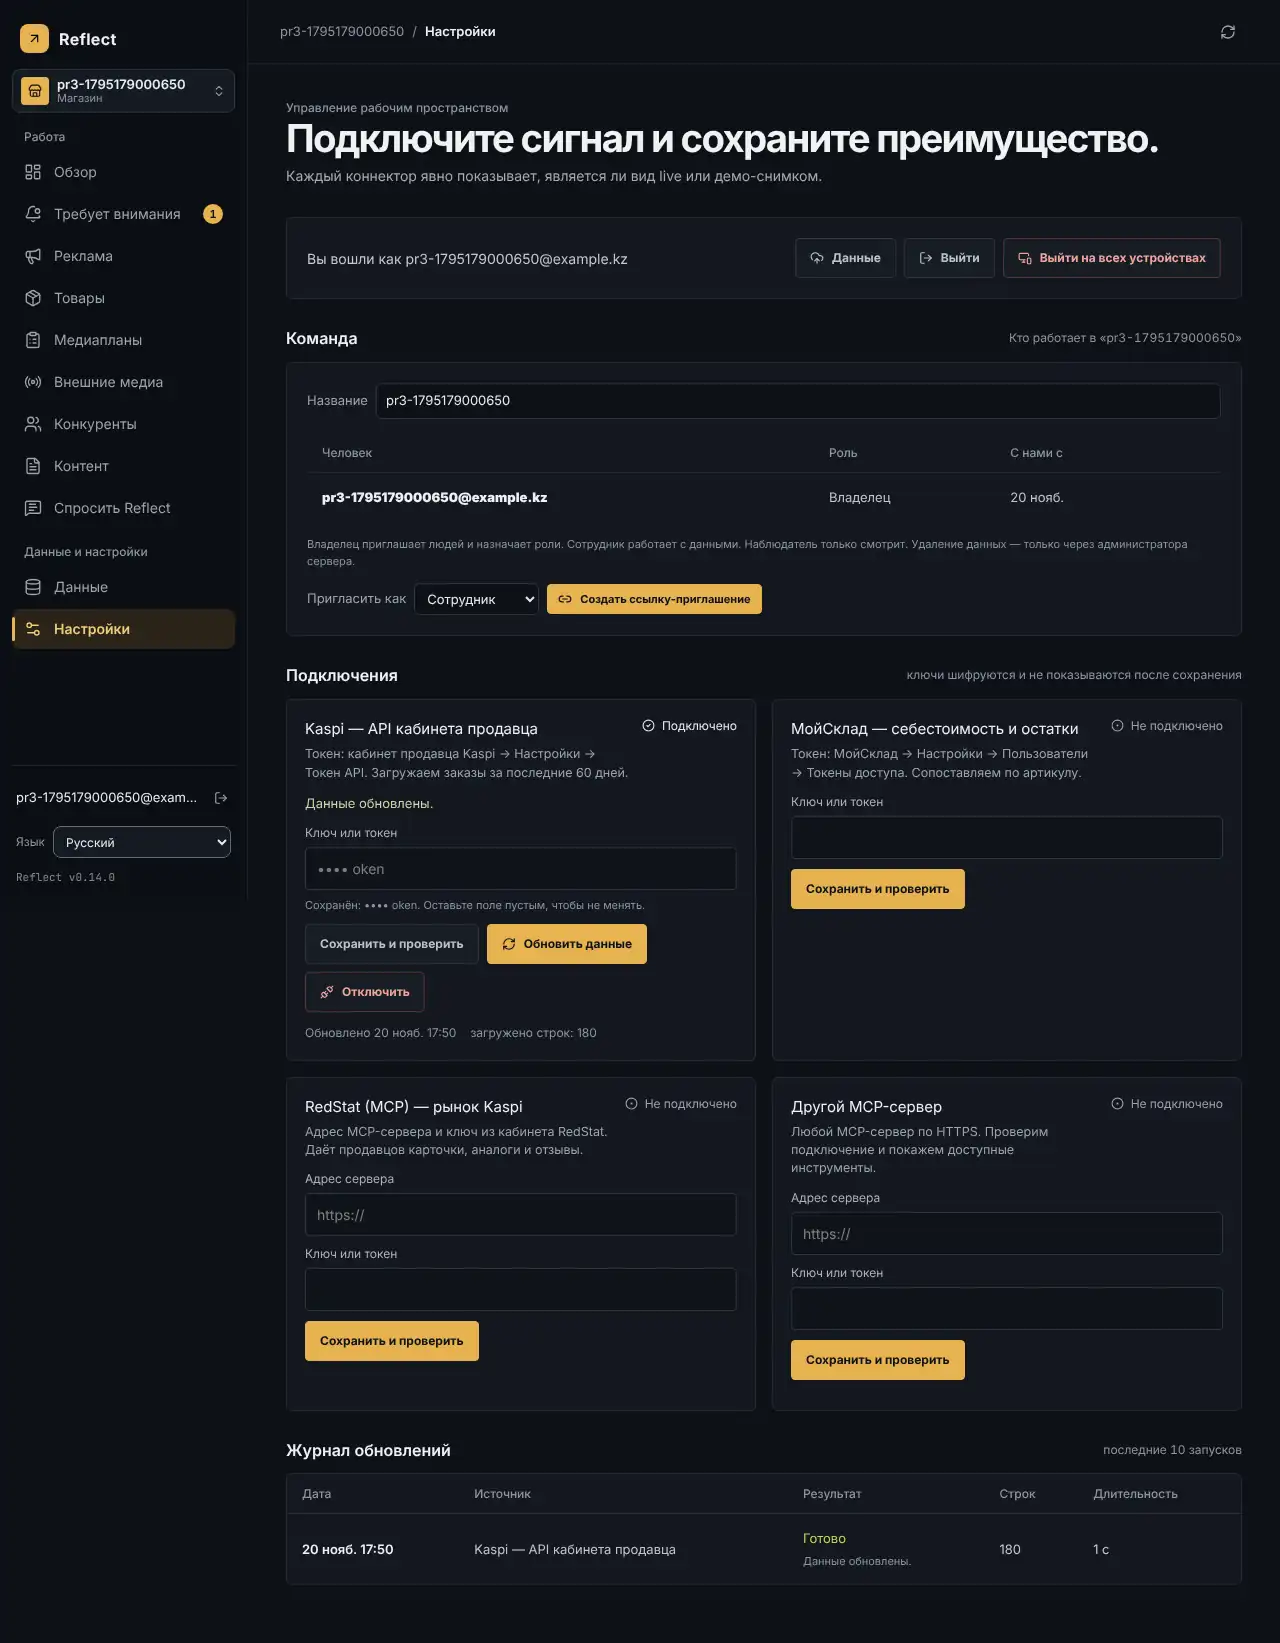 Reflect
pr3-1795179000650
Магазин
Работа
Обзор
Требует внимания
1
Реклама
Товары
Медиапланы
Внешние медиа
Конкуренты
Контент
Спросить Reflect
Данные и настройки
Данные
Настройки
pr3-1795179000650@exam...
Язык
Русский
Reflect v0.14.0
pr3-1795179000650 / Настройки
Управление рабочим пространством
Подключите сигнал и сохраните преимущество.
Каждый коннектор явно показывает, является ли вид live или демо-снимком.
Вы вошли как pr3-1795179000650@example.kz
Данные
Выйти
Выйти на всех устройствах
Команда
Кто работает в «pr3-1795179000650»
Название
pr3-1795179000650
Человек
Роль
С нами с
pr3-1795179000650@example.kz
Владелец
20 нояб.
Владелец приглашает людей и назначает роли. Сотрудник работает с данными. Наблюдатель только смотрит. Удаление данных — только через администратора
сервера.
Пригласить как
Сотрудник
Создать ссылку-приглашение
Подключения
ключи шифруются и не показываются после сохранения
Kaspi — API кабинета продавца
Подключено
Токен: кабинет продавца Kaspi → Настройки →
Токен API. Загружаем заказы за последние 60 дней.
Данные обновлены.
Ключ или токен
•••• oken
Сохранён: •••• oken. Оставьте поле пустым, чтобы не менять.
Сохранить и проверить
Обновить данные
Отключить
Обновлено 20 нояб. 17:50
загружено строк: 180
МойСклад — себестоимость и остатки
Не подключено
Токен: МойСклад → Настройки → Пользователи
→ Токены доступа. Сопоставляем по артикулу.
Ключ или токен
Сохранить и проверить
RedStat (MCP) — рынок Kaspi
Не подключено
Адрес MCP-сервера и ключ из кабинета RedStat.
Даёт продавцов карточки, аналоги и отзывы.
Адрес сервера
https://
Ключ или токен
Сохранить и проверить
Другой MCP-сервер
Не подключено
Любой MCP-сервер по HTTPS. Проверим
подключение и покажем доступные
инструменты.
Адрес сервера
https://
Ключ или токен
Сохранить и проверить
Журнал обновлений
последние 10 запусков
Дата
Источник
Результат
Строк
Длительность
20 нояб. 17:50
Kaspi — API кабинета продавца
Готово
Данные обновлены.
180
1 с